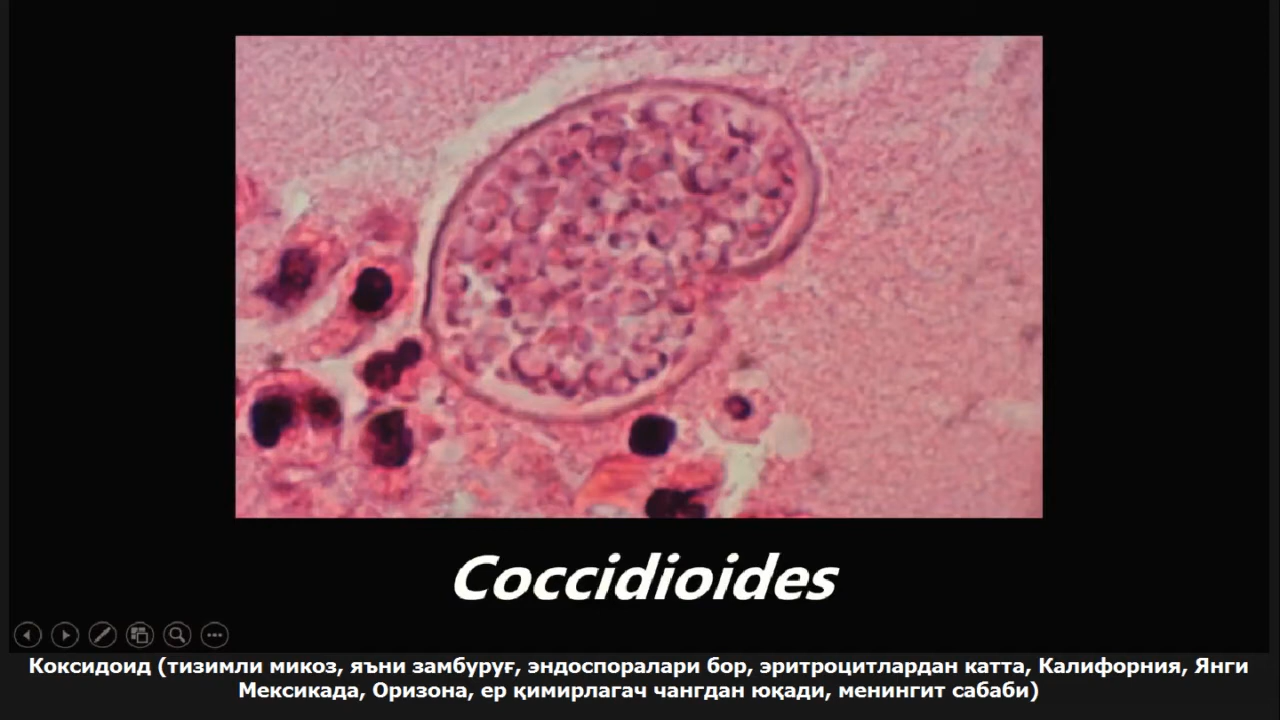 Coccidioides
Коксидоид (тизимли микоз, яъни замбуруғ, эндоспоралари бор, эритроцитлардан катта, Калифорния, Янги
Мексикада, Оризона, ер қимирлагач чангдан юқади, менингит сабаби)